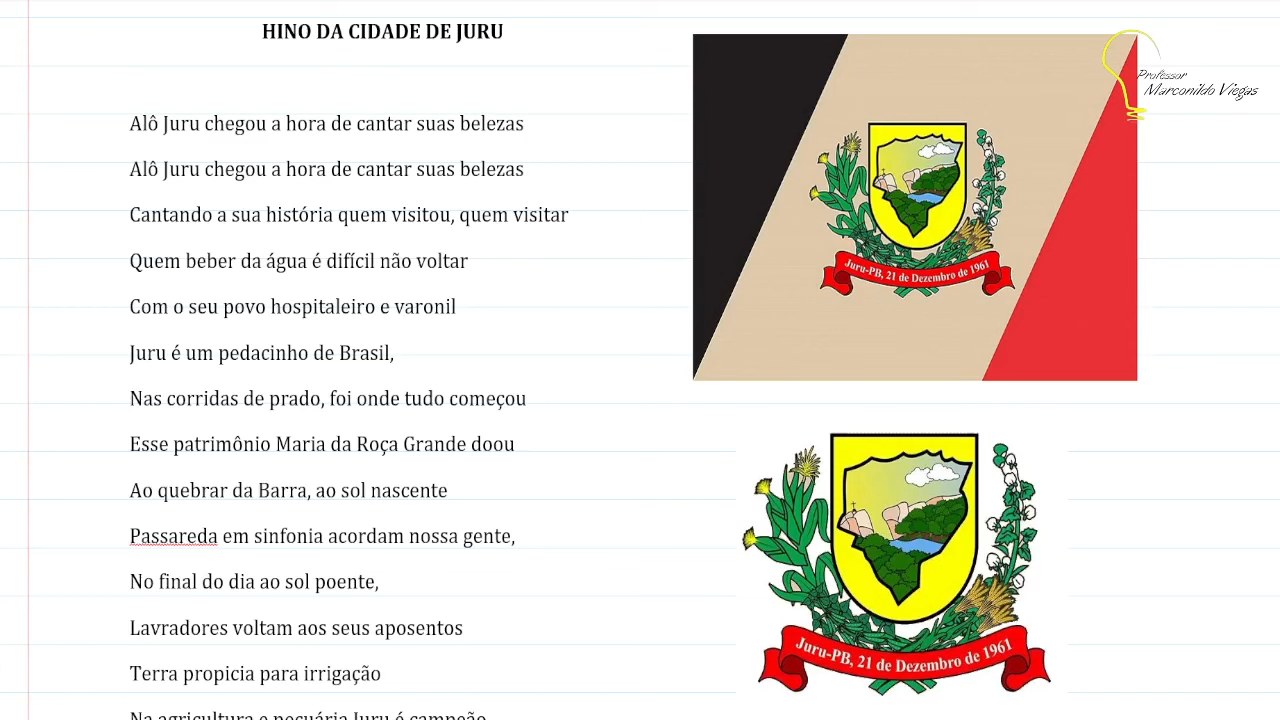 HINO DA CIDADE DE JURU
Alô Juru chegou a hora de cantar suas belezas
Alô Juru chegou a hora de cantar suas belezas
Cantando a sua história quem visitou, quem visitar
Quem beber da água é difícil não voltar
Com o seu povo hospitaleiro e varonil
Juru é um pedacinho de Brasil,
Nas corridas de prado, foi onde tudo começou
Esse patrimônio Maria da Roça Grande doou
Ao quebrar da Barra, ao sol nascente
Passareda em sinfonia acordam nossa gente,
No final do dia ao sol poente,
Lavradores voltam aos seus aposentos
Terra propicia para irrigação
Na agricultura e pecuária Juru é campeão
Professor
Marconildo Viegas
Juru-PB, 21 de Dezembro de 1961
Juru-PB, 21 de Dezembro de 1961